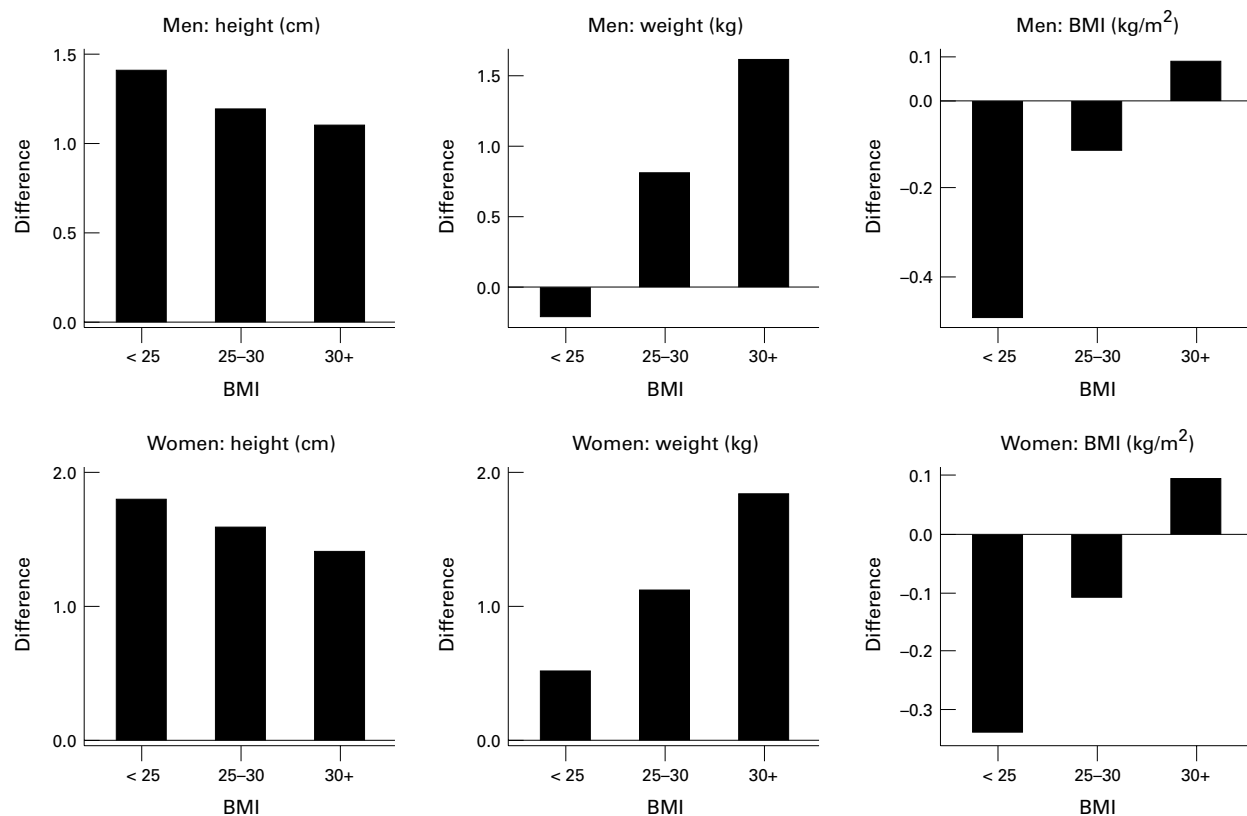 Men: height (cm)
1.5
1.0
0.5
0.0
Difference
< 25 25–30 30+
BMI
Men: weight (kg)
1.5
1.0
0.5
0.0
Difference
< 25 25–30 30+
BMI
Men: BMI (kg/m²)
0.1
0.0
–0.2
–0.4
Difference
< 25 25–30 30+
BMI
Women: height (cm)
2.0
1.0
0.0
Difference
< 25 25–30 30+
BMI
Women: weight (kg)
2.0
1.0
0.0
Difference
< 25 25–30 30+
BMI
Women: BMI (kg/m²)
0.1
0.0
–0.1
–0.2
–0.3
Difference
< 25 25–30 30+
BMI